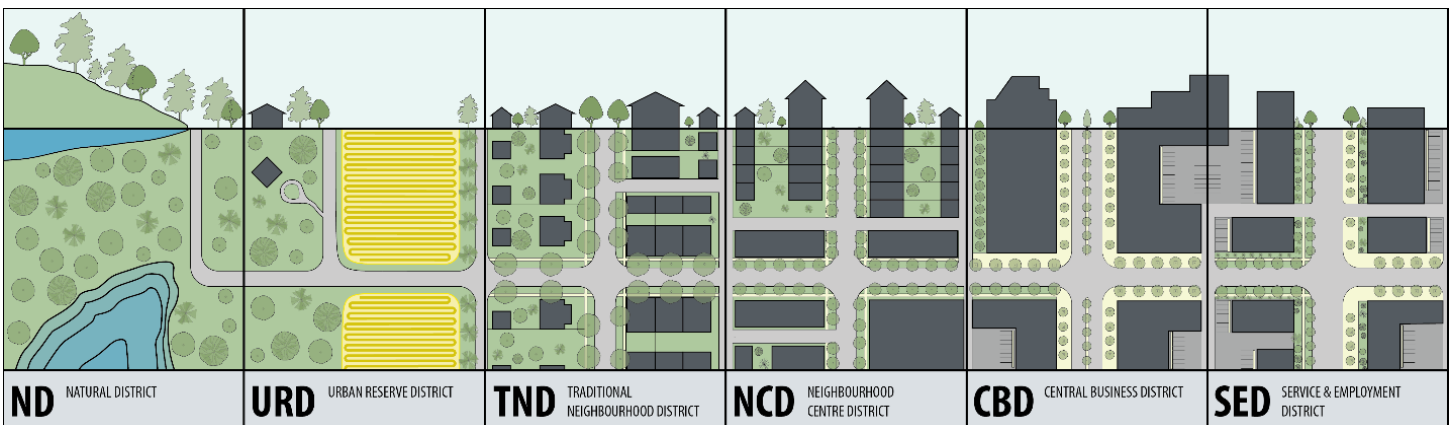 ND NATURAL DISTRICT
URD URBAN RESERVE DISTRICT
TND TRADITIONAL
NEIGHBOURHOOD DISTRICT
NCD NEIGHBOURHOOD
CENTRE DISTRICT
CBD CENTRAL BUSINESS DISTRICT
SED SERVICE & EMPLOYMENT
DISTRICT